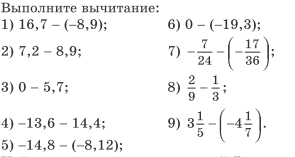 Выполните вычитание:
1) 16,7 – (–8,9);
2) 7,2 – 8,9;
3) 0 – 5,7;
4) –13,6 – 14,4;
5) –14,8 – (–8,12);
6) 0 – (–19,3);
7) –7/24 – (–17/36);
8) 2/9 – 1/3;
9) 3 1/5 – (–4 1/7).